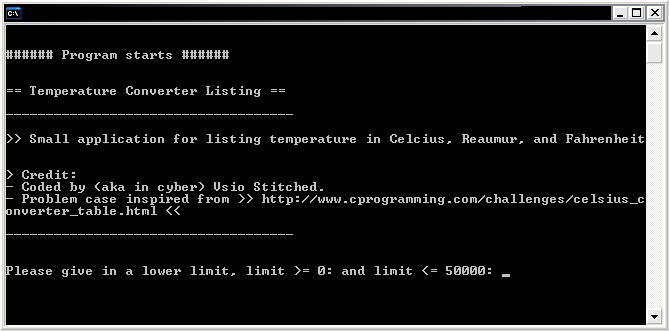 C:\
###### Program starts ######
== Temperature Converter Listing ==
------------------------------------
>> Small application for listing temperature in Celcius, Reaumur, and Fahrenheit
> Credit:
- Coded by (aka in cyber) Vsio Stitched.
- Problem case inspired from >> http://www.cprogramming.com/challenges/celsius_c
onverter_table.html <<
------------------------------------
Please give in a lower limit, limit >= 0: and limit <= 50000: _